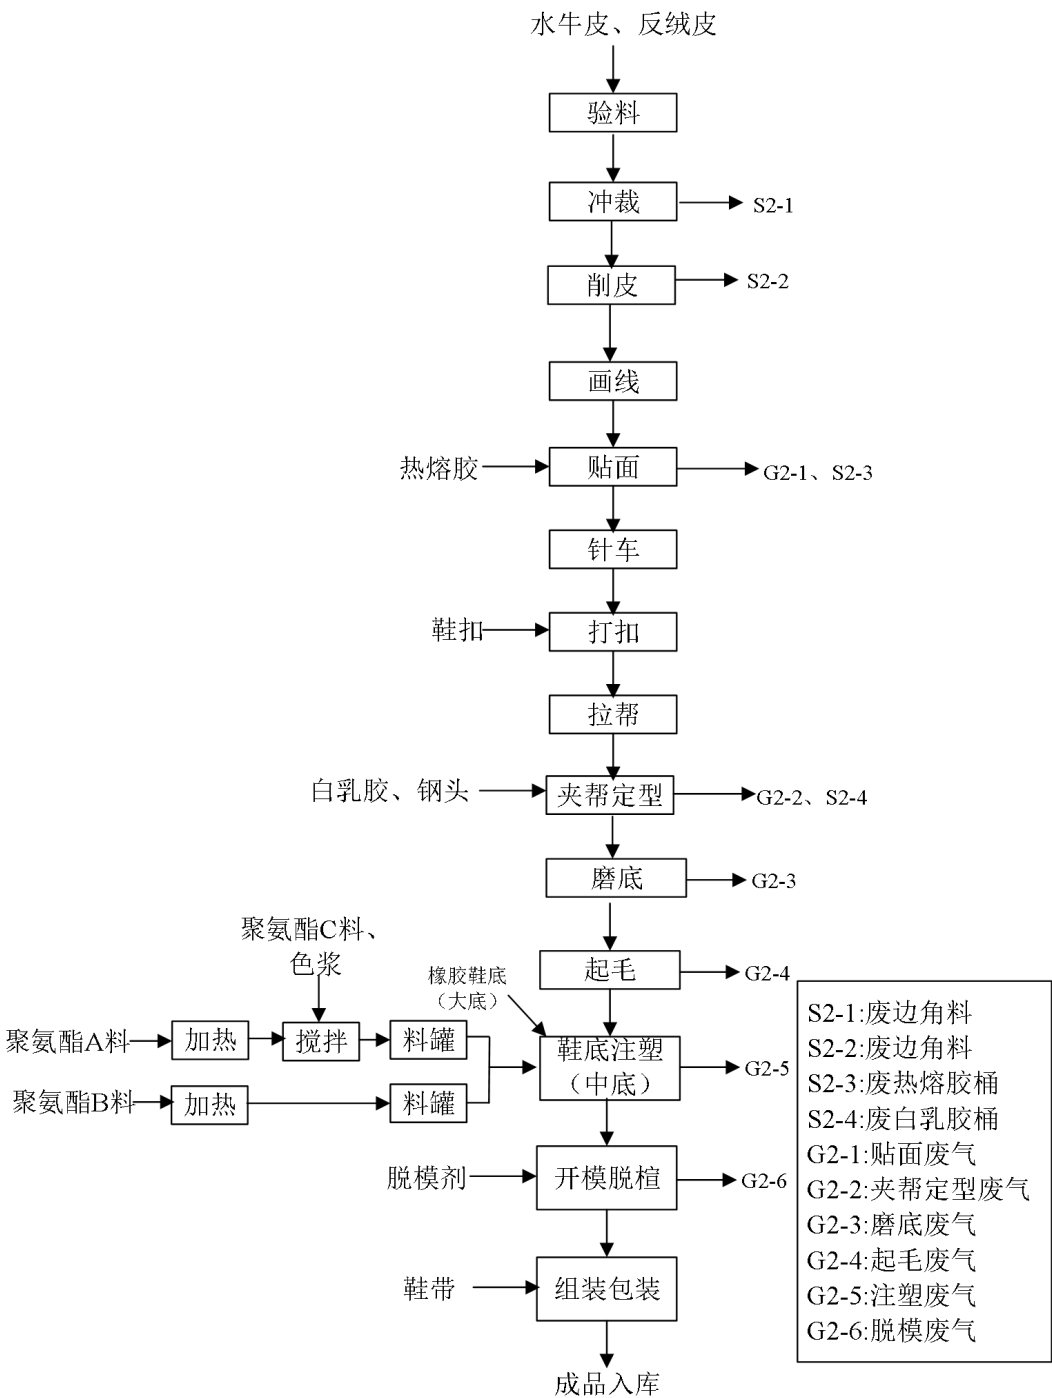 水牛皮、反绒皮
验料
冲裁
S2-1
削皮
S2-2
画线
热熔胶
贴面
G2-1、S2-3
针车
鞋扣
打扣
拉帮
白乳胶、钢头
夹帮定型
G2-2、S2-4
磨底
G2-3
聚氨酯C料、
色浆
橡胶鞋底
（大底）
起毛
G2-4
聚氨酯A料
加热
搅拌
料罐
鞋底注塑
（中底）
G2-5
聚氨酯B料
加热
料罐
脱模剂
开模脱楦
G2-6
鞋带
组装包装
成品入库
S2-1:废边角料
S2-2:废边角料
S2-3:废热熔胶桶
S2-4:废白乳胶桶
G2-1:贴面废气
G2-2:夹帮定型废气
G2-3:磨底废气
G2-4:起毛废气
G2-5:注塑废气
G2-6:脱模废气